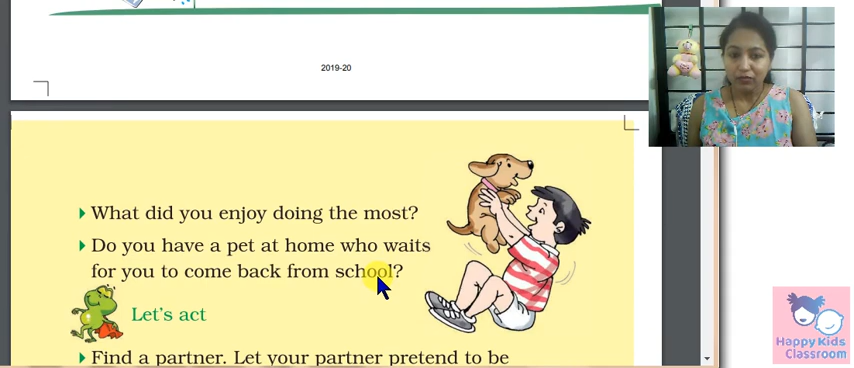 2019-20
What did you enjoy doing the most?
Do you have a pet at home who waits
for you to come back from school?
Let's act
Find a partner. Let your partner pretend to be
Happy Kids
Classroom